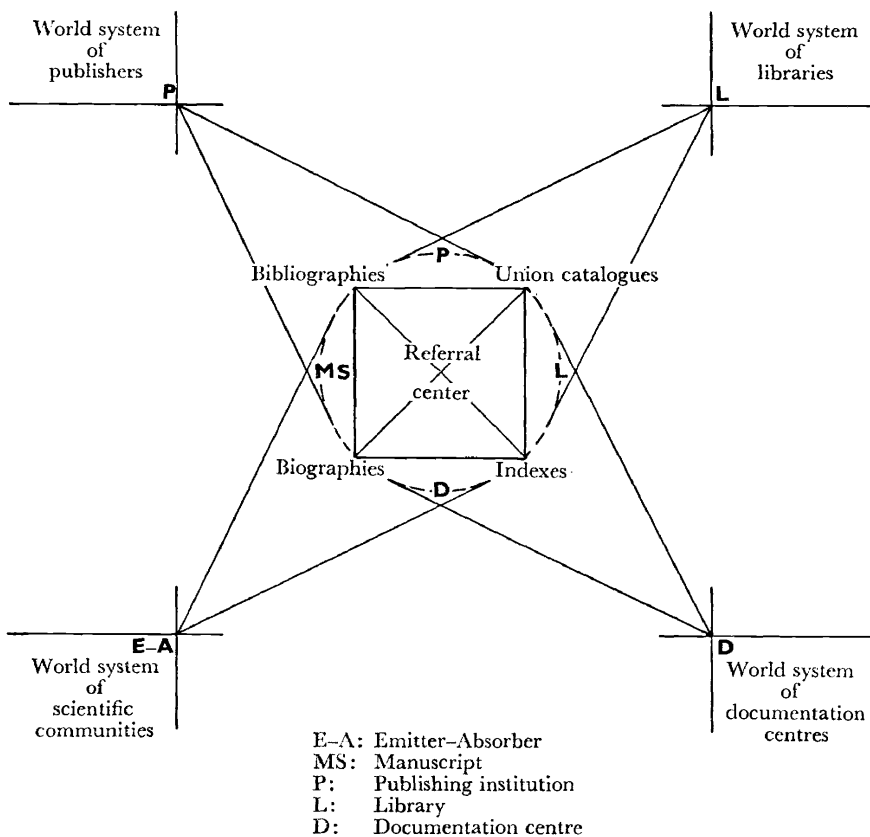 World system
of
publishers
P
World system
of
libraries
L
Bibliographies
P
Union catalogues
MS
Referral
center
L
Biographies
D
Indexes
E–A
World system
of
scientific
communities
D
World system
of
documentation
centres
E–A: Emitter–Absorber
MS: Manuscript
P: Publishing institution
L: Library
D: Documentation centre